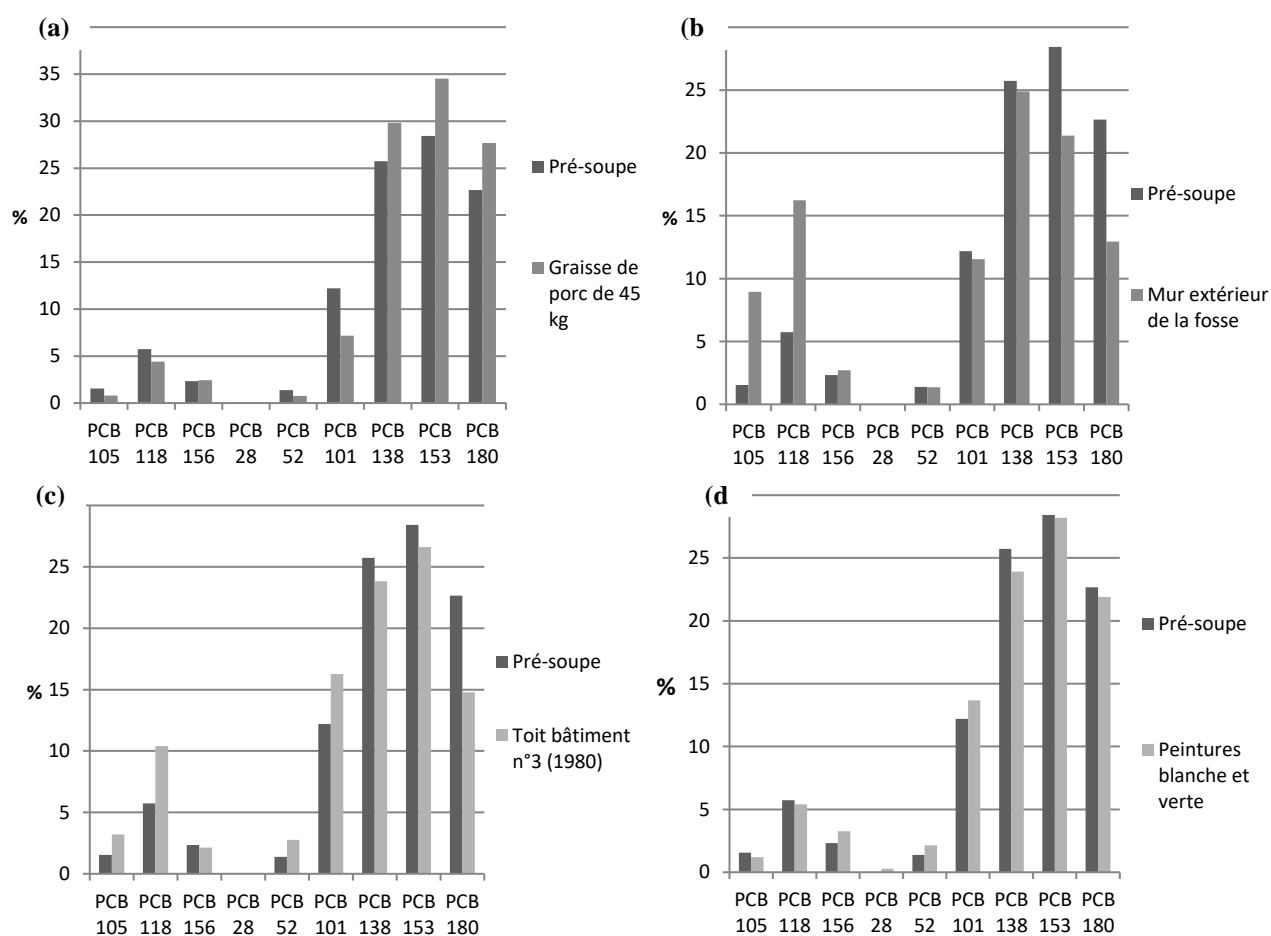 (a)
35
30
25
20
15
10
5
0
%
PCB PCB PCB PCB PCB PCB PCB PCB PCB
105 118 156 28 52 101 138 153 180
Pré-soupe
Graisse de
porc de 45
kg
(b)
25
20
15
10
5
0
%
PCB PCB PCB PCB PCB PCB PCB PCB PCB
105 118 156 28 52 101 138 153 180
Pré-soupe
Mur extérieur
de la fosse
(c)
25
20
15
10
5
0
%
PCB PCB PCB PCB PCB PCB PCB PCB PCB
105 118 156 28 52 101 138 153 180
Pré-soupe
Toit bâtiment
n°3 (1980)
(d
25
20
15
10
5
0
%
PCB PCB PCB PCB PCB PCB PCB PCB PCB
105 118 156 28 52 101 138 153 180
Pré-soupe
Peintures
blanche et
verte